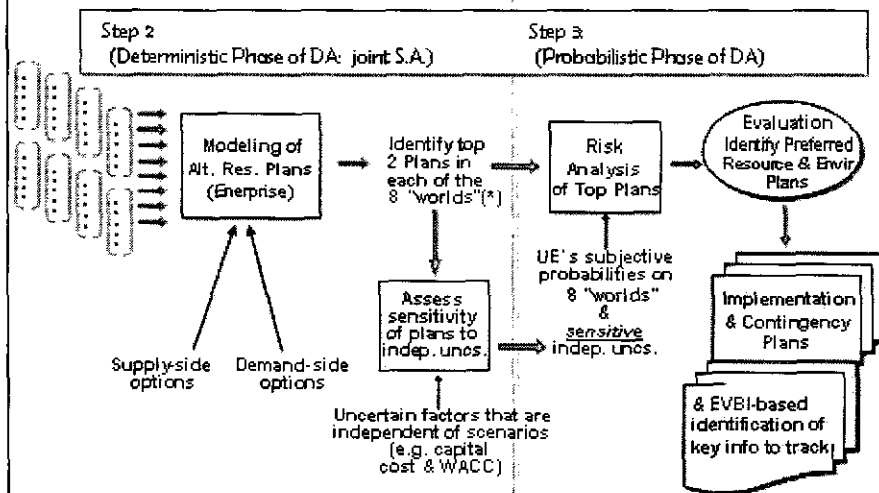 Step 2
(Deterministic Phase of DA: joint S.A.)
Step 3:
(Probabilistic Phase of DA)
Modeling of
Alt. Res. Plans
(Enerprise)
Identify top
2 Plans in
each of the
8 "worlds"(*)
Risk
Analysis
of Top Plans
Evaluation
Identify Preferred
Resource & Envir
Plans
Assess
sensitivity
of plans to
indep. uncs.
UE's subjective
probabilities on
8 "worlds"
&
sensitive
indep. uncs.
Implementation
& Contingency
Plans
Supply-side
options
Demand-side
options
Uncertain factors that are
independent of scenarios
(e.g. capital
cost & WACC)
& EVBI-based
identification of
key info to track